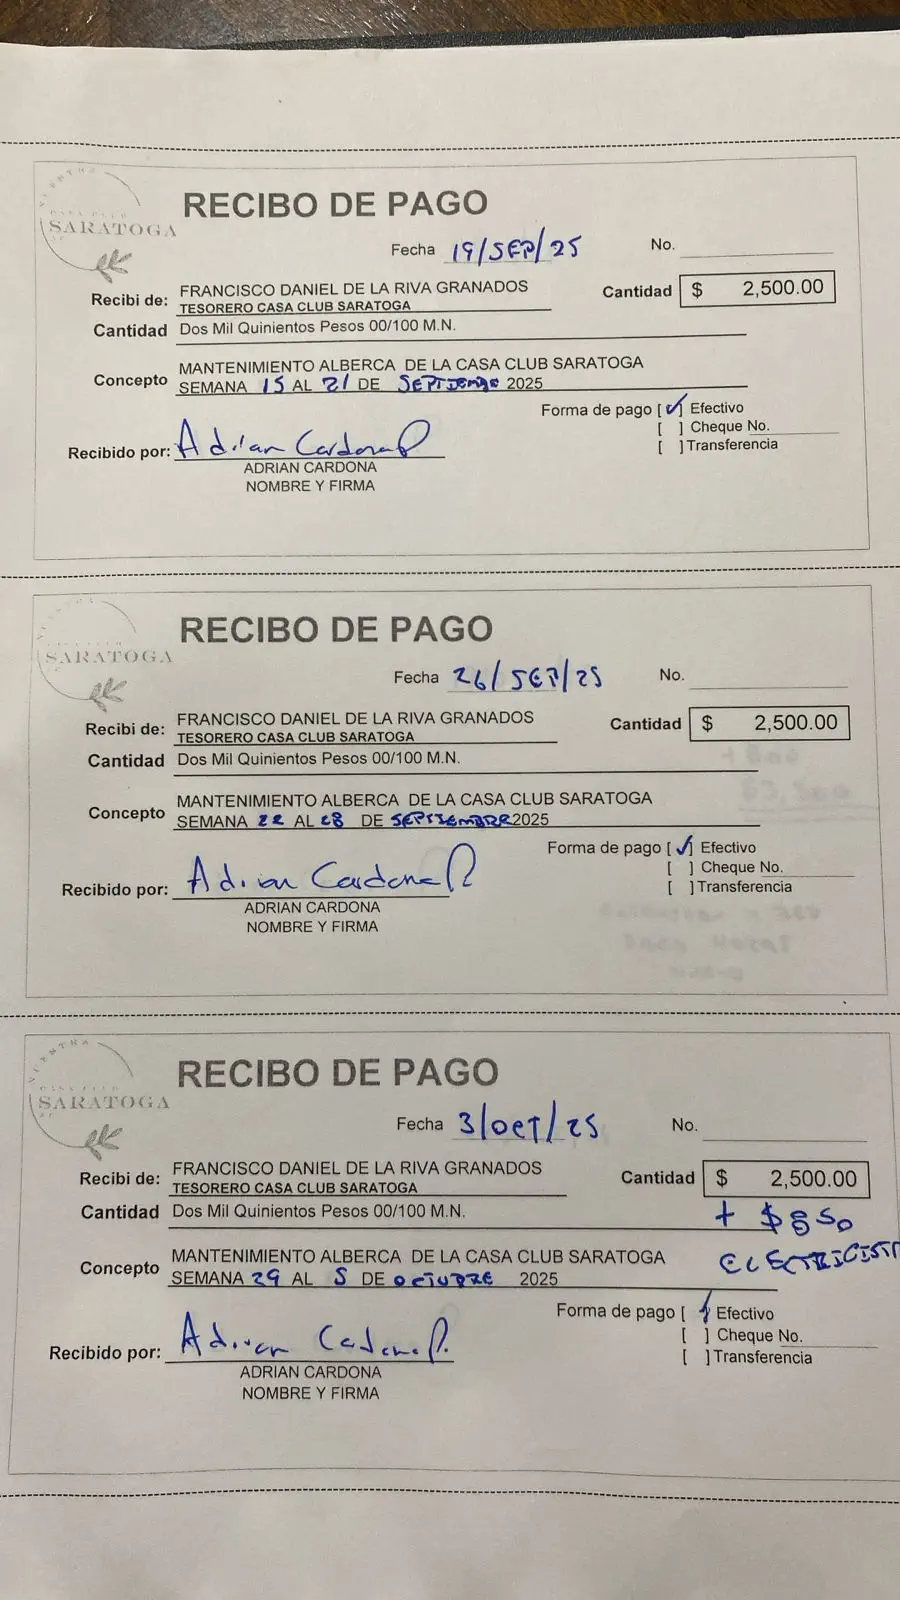 SARATOGA
RECIBO DE PAGO
Fecha 19/SEP/25 No.
Recibi de: FRANCISCO DANIEL DE LA RIVA GRANADOS
TESORERO CASA CLUB SARATOGA
Cantidad $ 2,500.00
Cantidad Dos Mil Quinientos Pesos 00/100 M.N.
Concepto MANTENIMIENTO ALBERCA DE LA CASA CLUB SARATOGA
SEMANA 15 AL 21 DE SEPTIEMBRE 2025
Forma de pago [✓] Efectivo
[ ] Cheque No.
[ ] Transferencia
Recibido por: Adrian Cardona
ADRIAN CARDONA
NOMBRE Y FIRMA
SARATOGA
RECIBO DE PAGO
Fecha 26/SEP/25 No.
Recibi de: FRANCISCO DANIEL DE LA RIVA GRANADOS
TESORERO CASA CLUB SARATOGA
Cantidad $ 2,500.00
Cantidad Dos Mil Quinientos Pesos 00/100 M.N.
Concepto MANTENIMIENTO ALBERCA DE LA CASA CLUB SARATOGA
SEMANA 22 AL 28 DE SEPTIEMBRE 2025
Forma de pago [✓] Efectivo
[ ] Cheque No.
[ ] Transferencia
Recibido por: Adrian Cardona P
ADRIAN CARDONA
NOMBRE Y FIRMA
SARATOGA
RECIBO DE PAGO
Fecha 3/OCT/25 No.
Recibi de: FRANCISCO DANIEL DE LA RIVA GRANADOS
TESORERO CASA CLUB SARATOGA
Cantidad $ 2,500.00
Cantidad Dos Mil Quinientos Pesos 00/100 M.N.
+ $850
Concepto MANTENIMIENTO ALBERCA DE LA CASA CLUB SARATOGA
ELECTRICIST
SEMANA 29 AL 5 DE OCTUBRE 2025
Forma de pago [✓] Efectivo
[ ] Cheque No.
[ ] Transferencia
Recibido por: Adrian Cardona P.
ADRIAN CARDONA
NOMBRE Y FIRMA